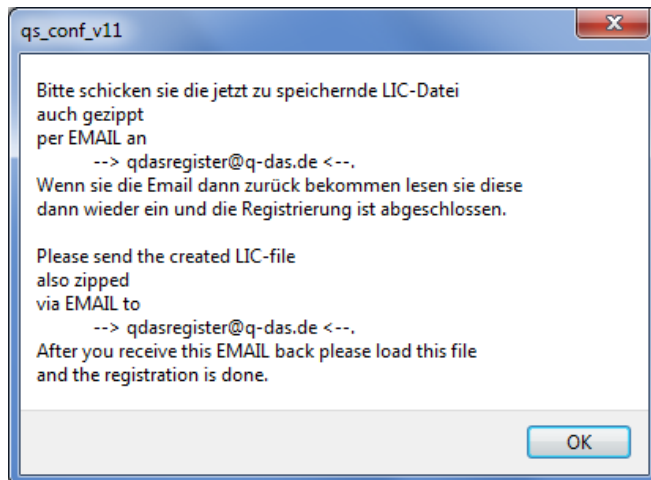 qs_conf_v11
Bitte schicken sie die jetzt zu speichernde LIC-Datei
auch gezippt
per EMAIL an
--> qdasregister@q-das.de <--.
Wenn sie die Email dann zurück bekommen lesen sie diese
dann wieder ein und die Registrierung ist abgeschlossen.
Please send the created LIC-file
also zipped
via EMAIL to
--> qdasregister@q-das.de <--.
After you receive this EMAIL back please load this file
and the registration is done.
OK